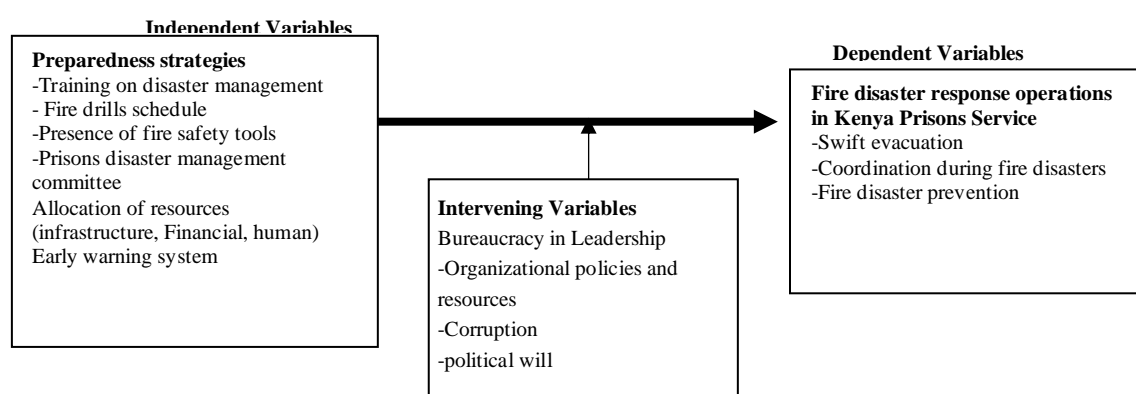 Independent Variables
Preparedness strategies
-Training on disaster management
- Fire drills schedule
-Presence of fire safety tools
-Prisons disaster management
committee
Allocation of resources
(infrastructure, Financial, human)
Early warning system
Intervening Variables
Bureaucracy in Leadership
-Organizational policies and
resources
-Corruption
-political will
Dependent Variables
Fire disaster response operations
in Kenya Prisons Service
-Swift evacuation
-Coordination during fire disasters
-Fire disaster prevention